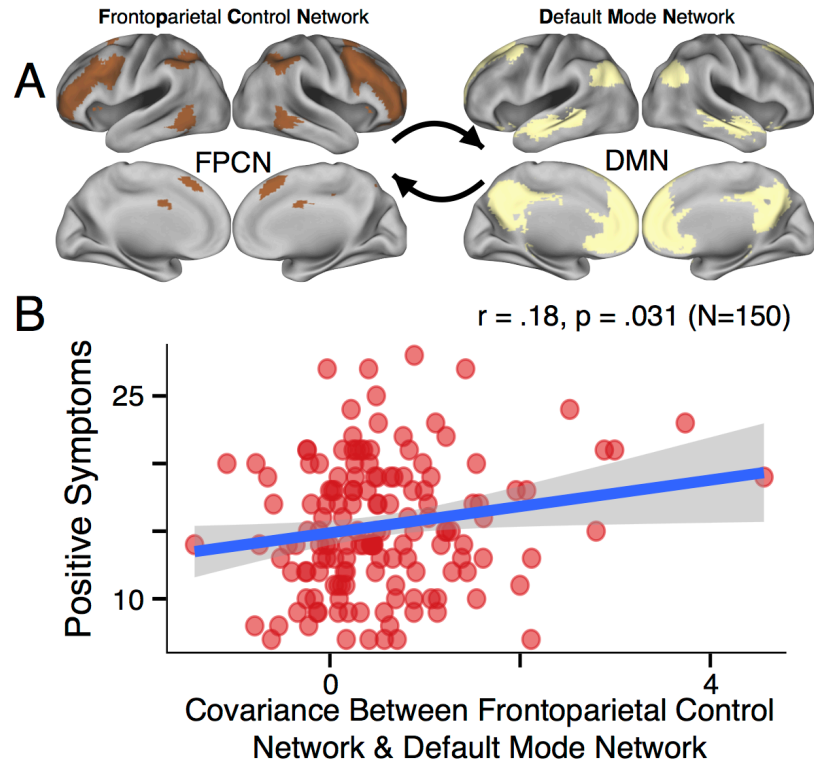 Frontoparietal Control Network
Default Mode Network
A
FPCN
DMN
B
r = .18, p = .031 (N=150)
Positive Symptoms
25
10
0
4
Covariance Between Frontoparietal Control
Network & Default Mode Network